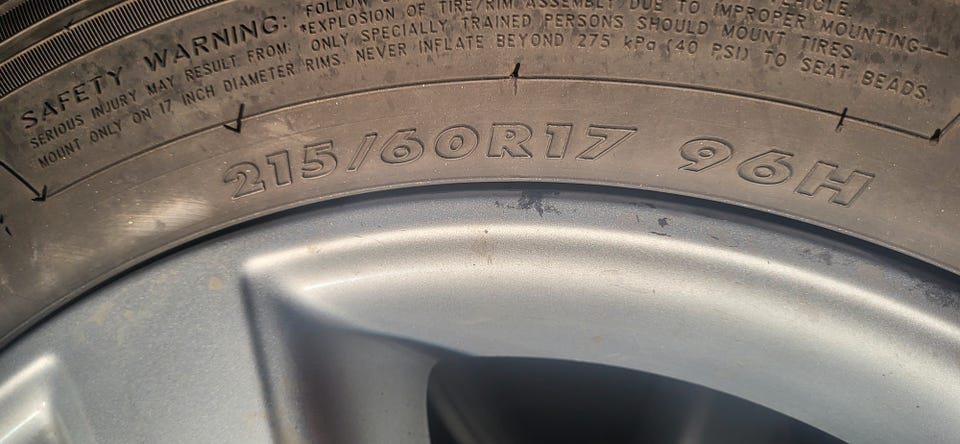 FOLLOW
VEHICLE.
SAFETY WARNING: *EXPLOSION OF TIRE/RIM ASSEMBLY DUE TO IMPROPER MOUNTING--
SERIOUS INJURY MAY RESULT FROM: ONLY SPECIALLY TRAINED PERSONS SHOULD MOUNT TIRES.
MOUNT ONLY ON 17 INCH DIAMETER RIMS. NEVER INFLATE BEYOND 275 kPa (40 PSI) TO SEAT BEADS.
215/60R17 96H